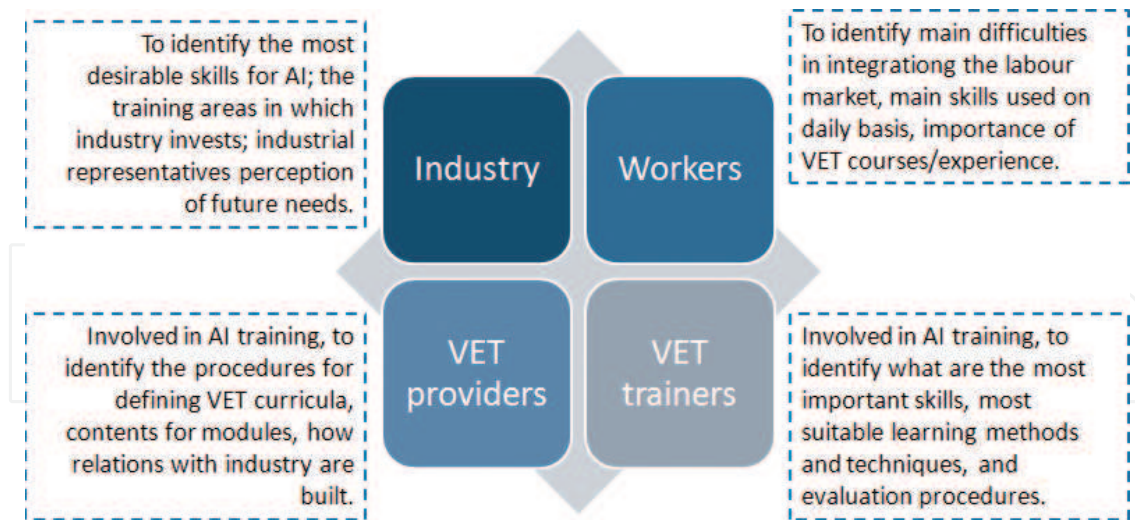 To identify the most
desirable skills for AI; the
training areas in which
industry invests; industrial
representatives perception
of future needs.
Industry
Workers
To identify main difficulties
in integrationg the labour
market, main skills used on
daily basis, importance of
VET courses/experience.
Involved in AI training, to
identify the procedures for
defining VET curricula,
contents for modules, how
relations with industry are
built.
VET
providers
VET
trainers
Involved in AI training, to
identify what are the most
important skills, most
suitable learning methods
and techniques, and
evaluation procedures.